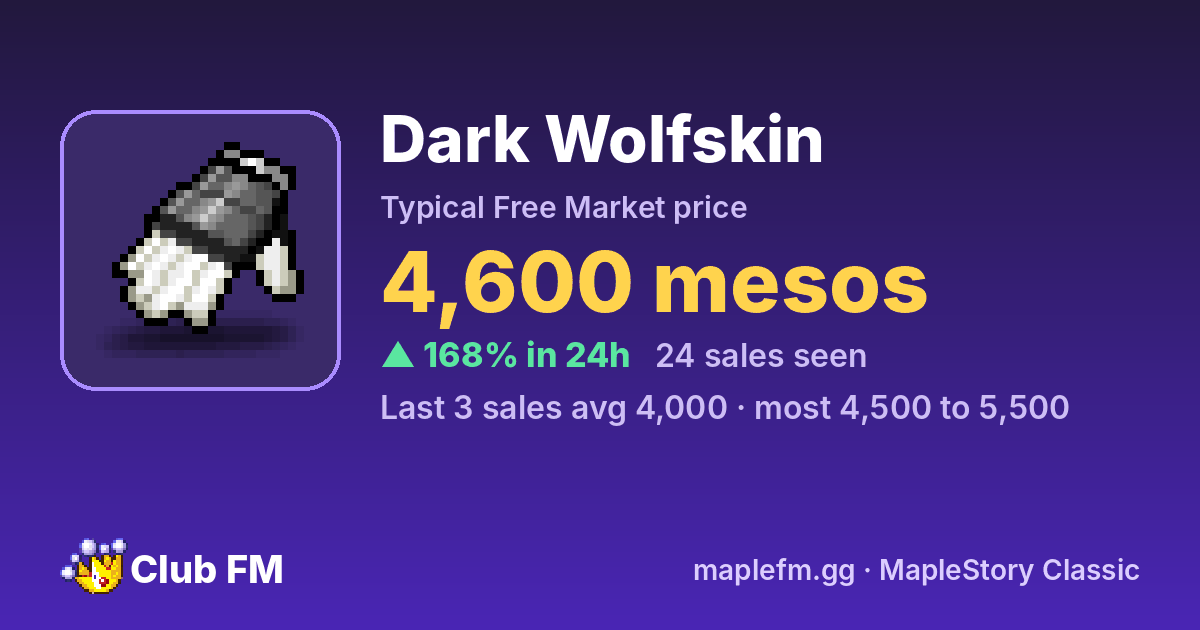 Dark Wolfskin
Typical Free Market price
4,600 mesos
▲ 168% in 24h 24 sales seen
Last 3 sales avg 4,000 · most 4,500 to 5,500
Club FM
maplefm.gg · MapleStory Classic